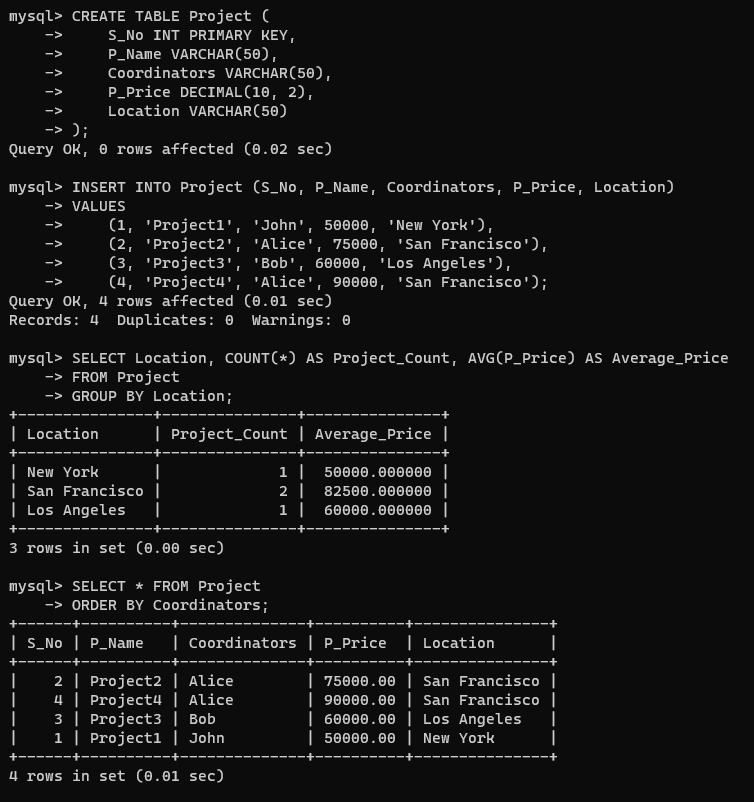 mysql> CREATE TABLE Project (
    ->     S_No INT PRIMARY KEY,
    ->     P_Name VARCHAR(50),
    ->     Coordinators VARCHAR(50),
    ->     P_Price DECIMAL(10, 2),
    ->     Location VARCHAR(50)
    -> );
Query OK, 0 rows affected (0.02 sec)

mysql> INSERT INTO Project (S_No, P_Name, Coordinators, P_Price, Location)
    -> VALUES
    ->     (1, 'Project1', 'John', 50000, 'New York'),
    ->     (2, 'Project2', 'Alice', 75000, 'San Francisco'),
    ->     (3, 'Project3', 'Bob', 60000, 'Los Angeles'),
    ->     (4, 'Project4', 'Alice', 90000, 'San Francisco');
Query OK, 4 rows affected (0.01 sec)
Records: 4  Duplicates: 0  Warnings: 0

mysql> SELECT Location, COUNT(*) AS Project_Count, AVG(P_Price) AS Average_Price
    -> FROM Project
    -> GROUP BY Location;
+---------------+---------------+---------------+
| Location      | Project_Count | Average_Price |
+---------------+---------------+---------------+
| New York      |             1 |  50000.000000 |
| San Francisco |             2 |  82500.000000 |
| Los Angeles   |             1 |  60000.000000 |
+---------------+---------------+---------------+
3 rows in set (0.00 sec)

mysql> SELECT * FROM Project
    -> ORDER BY Coordinators;
+------+----------+--------------+----------+---------------+
| S_No | P_Name   | Coordinators | P_Price  | Location      |
+------+----------+--------------+----------+---------------+
|    2 | Project2 | Alice        | 75000.00 | San Francisco |
|    4 | Project4 | Alice        | 90000.00 | San Francisco |
|    3 | Project3 | Bob          | 60000.00 | Los Angeles   |
|    1 | Project1 | John         | 50000.00 | New York      |
+------+----------+--------------+----------+---------------+
4 rows in set (0.01 sec)